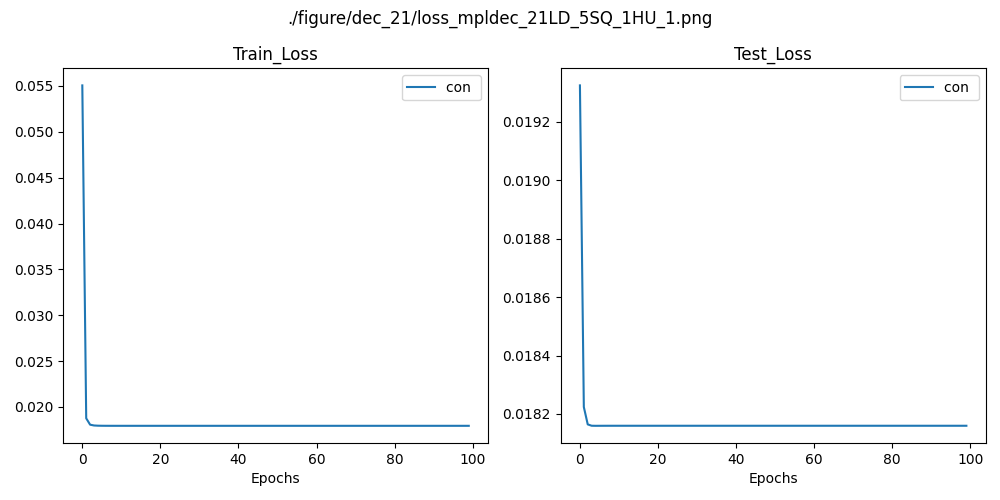 ./figure/dec_21/loss_mpldec_21LD_5SQ_1HU_1.png
Train_Loss
con
0.055
0.050
0.045
0.040
0.035
0.030
0.025
0.020
0 20 40 60 80 100
Epochs
Test_Loss
con
0.0192
0.0190
0.0188
0.0186
0.0184
0.0182
0 20 40 60 80 100
Epochs